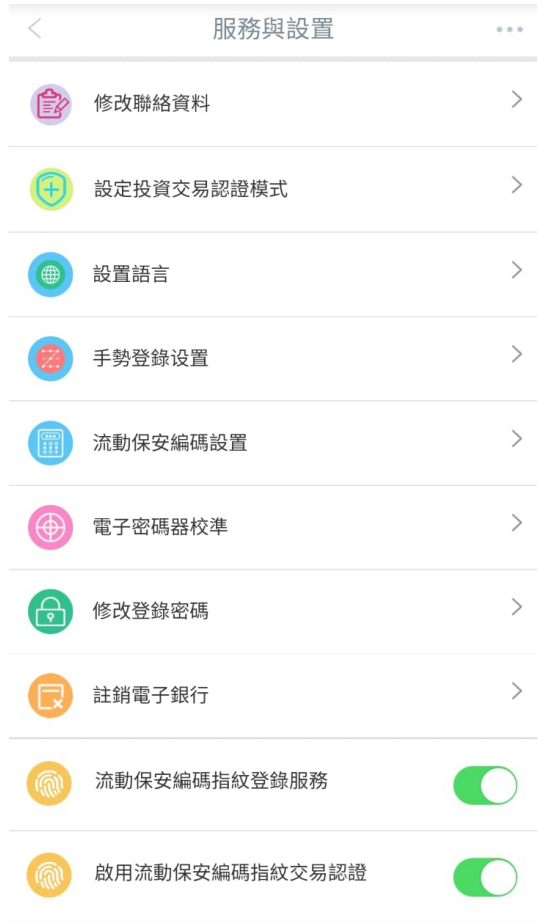 服務與設置
修改聯絡資料
設定投資交易認證模式
設置語言
手勢登錄设置
流動保安編碼設置
電子密碼器校準
修改登錄密碼
註銷電子銀行
流動保安編碼指紋登錄服務
啟用流動保安編碼指紋交易認證